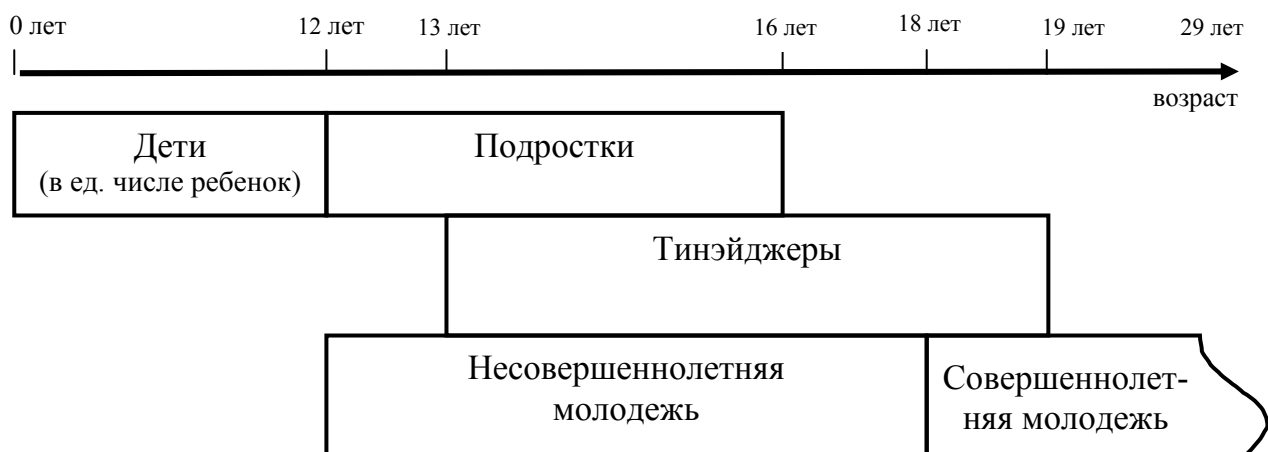 0 лет 12 лет 13 лет 16 лет 18 лет 19 лет 29 лет
возраст
Дети
(в ед. числе ребенок)
Подростки
Тинэйджеры
Несовершеннолетняя
молодежь
Совершеннолет-
няя молодежь